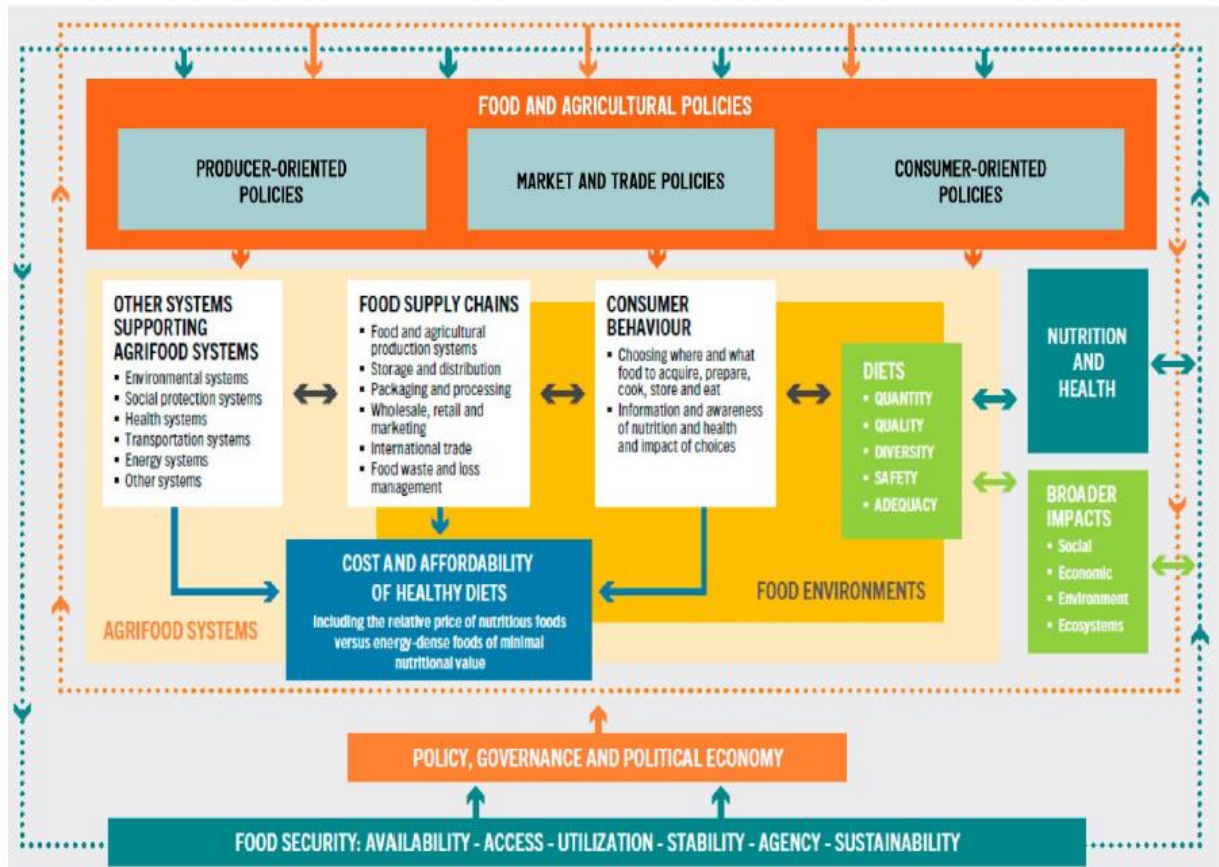 FOOD AND AGRICULTURAL POLICIES
PRODUCER-ORIENTED
POLICIES
MARKET AND TRADE POLICIES
CONSUMER-ORIENTED
POLICIES
OTHER SYSTEMS
SUPPORTING
AGRIFOOD SYSTEMS
▪ Environmental systems
▪ Social protection systems
▪ Health systems
▪ Transportation systems
▪ Energy systems
▪ Other systems
FOOD SUPPLY CHAINS
▪ Food and agricultural
production systems
▪ Storage and distribution
▪ Packaging and processing
▪ Wholesale, retail and
marketing
▪ International trade
▪ Food waste and loss
management
CONSUMER
BEHAVIOUR
▪ Choosing where and what
food to acquire, prepare,
cook, store and eat
▪ Information and awareness
of nutrition and health
and impact of choices
DIETS
▪ QUANTITY
▪ QUALITY
▪ DIVERSITY
▪ SAFETY
▪ ADEQUACY
NUTRITION
AND
HEALTH
BROADER
IMPACTS
▪ Social
▪ Economic
▪ Environment
▪ Ecosystems
COST AND AFFORDABILITY
OF HEALTHY DIETS
Including the relative price of nutritious foods
versus energy-dense foods of minimal
nutritional value
FOOD ENVIRONMENTS
AGRIFOOD SYSTEMS
POLICY, GOVERNANCE AND POLITICAL ECONOMY
FOOD SECURITY: AVAILABILITY - ACCESS - UTILIZATION - STABILITY - AGENCY - SUSTAINABILITY